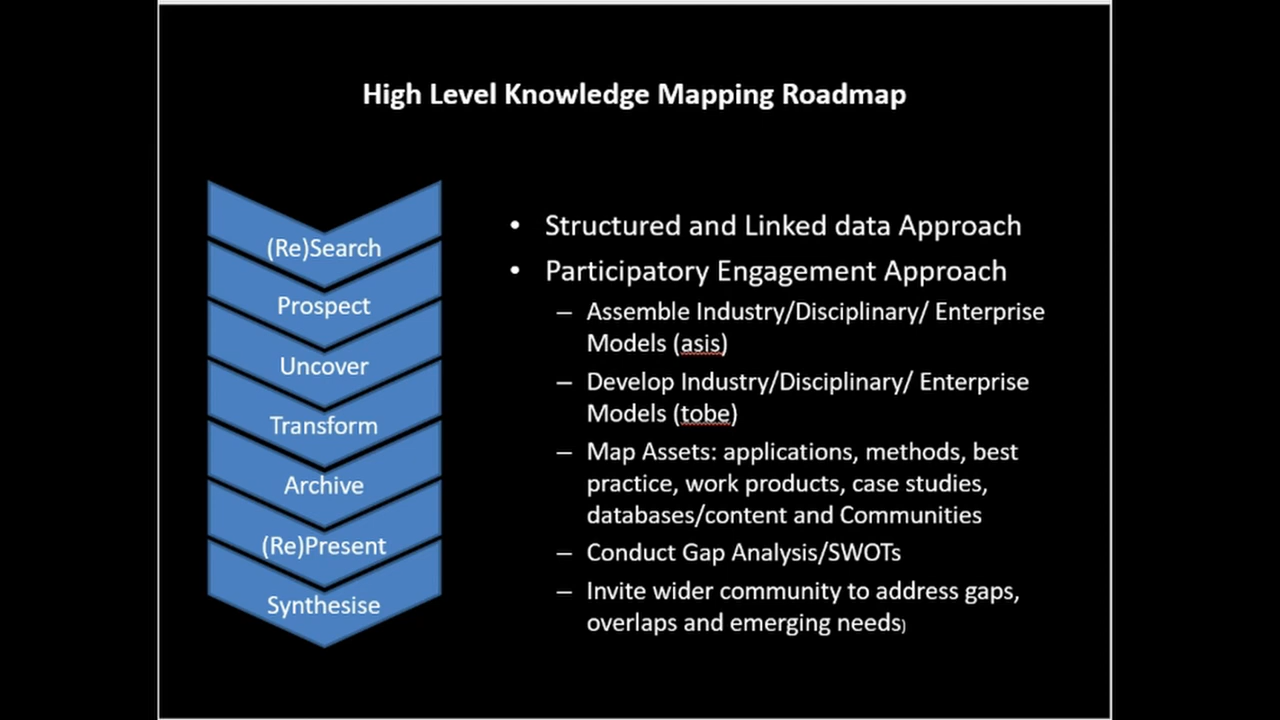 High Level Knowledge Mapping Roadmap
(Re)Search
Prospect
Uncover
Transform
Archive
(Re)Present
Synthesise
• Structured and Linked data Approach
• Participatory Engagement Approach
– Assemble Industry/Disciplinary/ Enterprise
Models (asis)
– Develop Industry/Disciplinary/ Enterprise
Models (tobe)
– Map Assets: applications, methods, best
practice, work products, case studies,
databases/content and Communities
– Conduct Gap Analysis/SWOTs
– Invite wider community to address gaps,
overlaps and emerging needs)